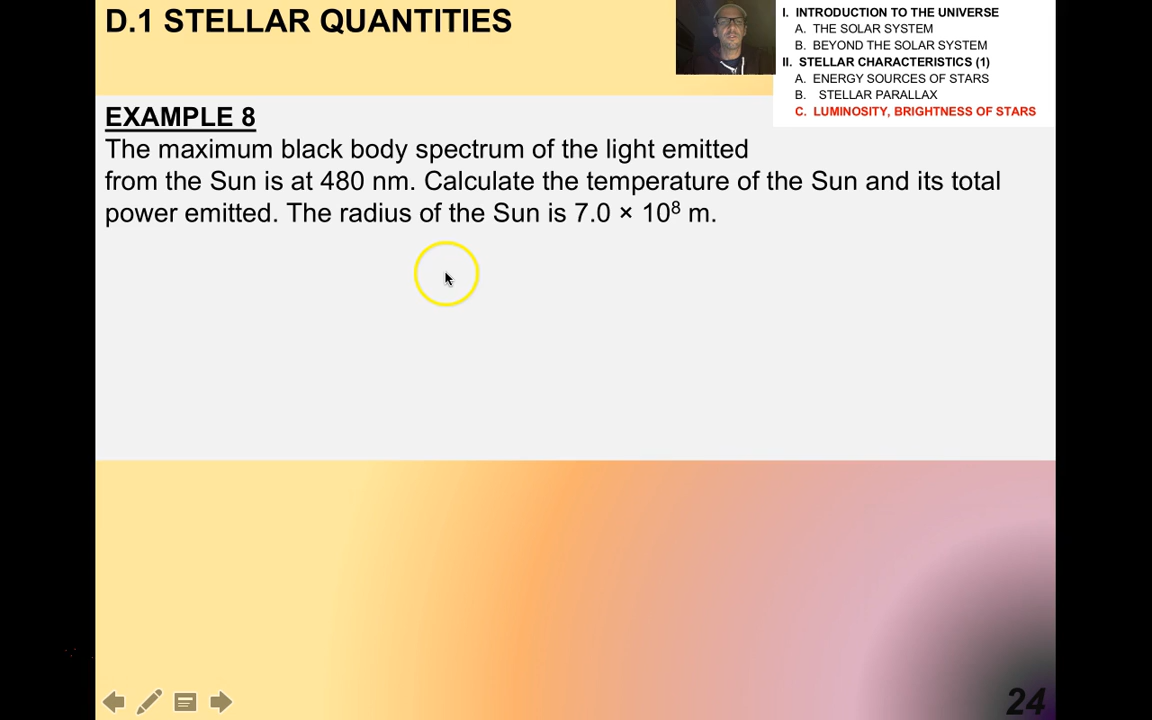 D.1 STELLAR QUANTITIES
I. INTRODUCTION TO THE UNIVERSE
A. THE SOLAR SYSTEM
B. BEYOND THE SOLAR SYSTEM
II. STELLAR CHARACTERISTICS (1)
A. ENERGY SOURCES OF STARS
B. STELLAR PARALLAX
C. LUMINOSITY, BRIGHTNESS OF STARS
EXAMPLE 8
The maximum black body spectrum of the light emitted
from the Sun is at 480 nm. Calculate the temperature of the Sun and its total
power emitted. The radius of the Sun is 7.0 × 10⁸ m.
24